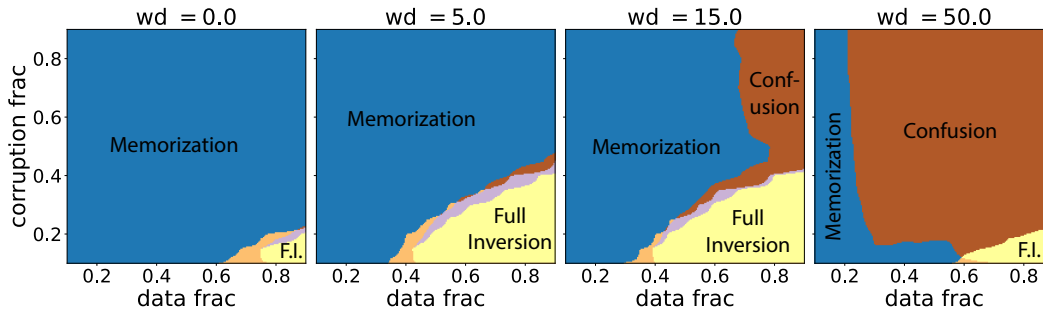 wd = 0.0
wd = 5.0
wd = 15.0
wd = 50.0
corruption frac
0.8
0.6
0.4
0.2
Memorization
F.I.
0.2 0.4 0.6 0.8
data frac
Memorization
Full
Inversion
0.2 0.4 0.6 0.8
data frac
Conf-
usion
Memorization
Full
Inversion
0.2 0.4 0.6 0.8
data frac
Memorization
Confusion
F.I.
0.2 0.4 0.6 0.8
data frac